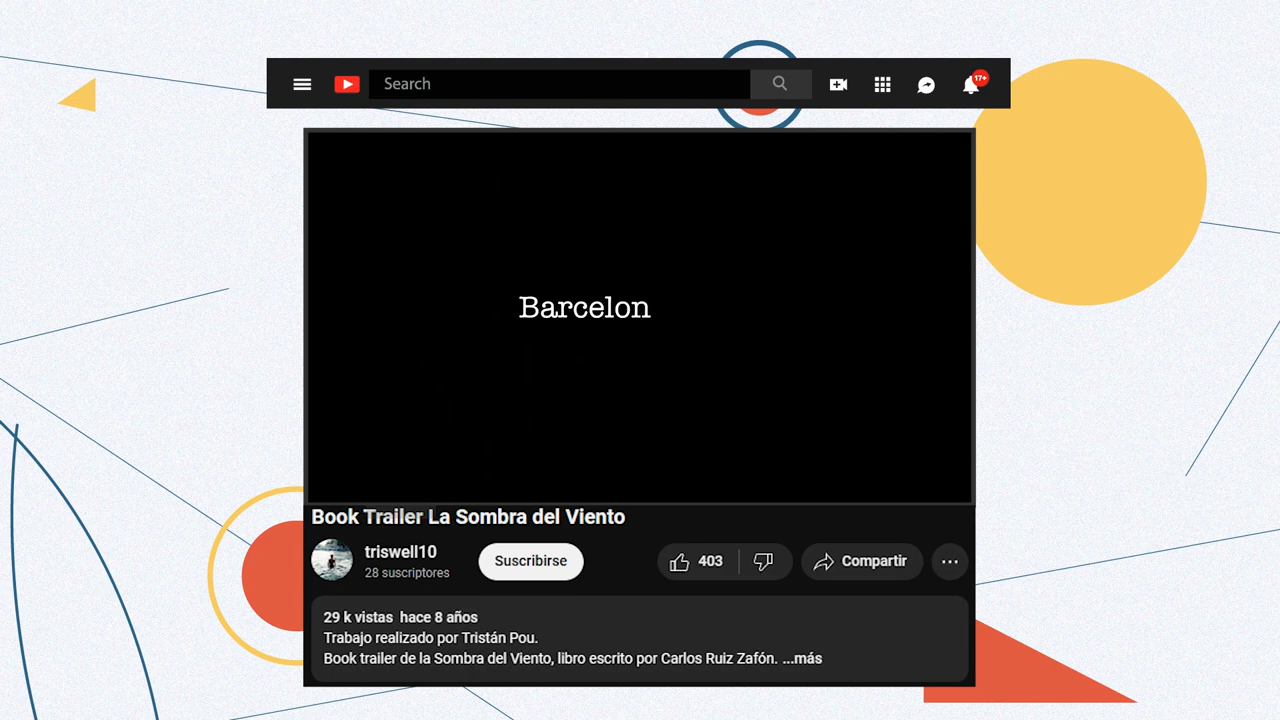 Search
17+
Barcelon
Book Trailer La Sombra del Viento
triswell10
28 suscriptores
Suscribirse
403
Compartir
29 k vistas hace 8 años
Trabajo realizado por Tristán Pou.
Book trailer de la Sombra del Viento, libro escrito por Carlos Ruiz Zafón. ...más